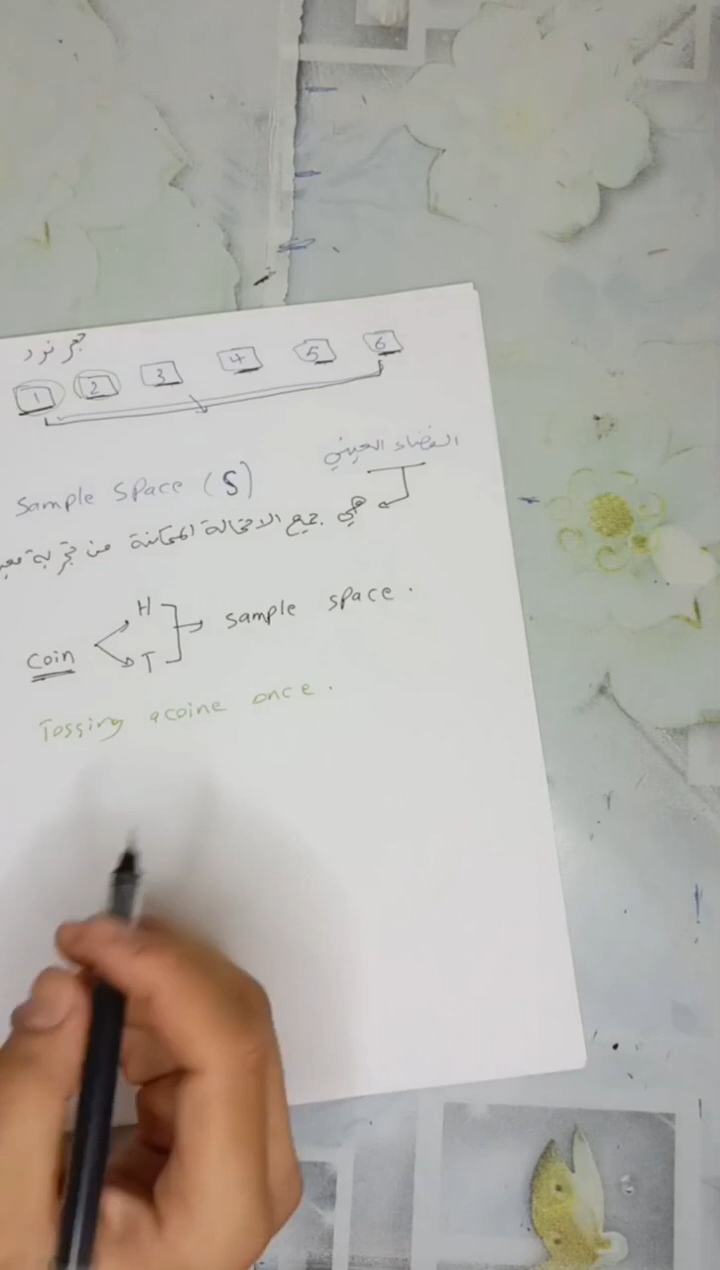 حجر نرد
1 2 3 4 5 6
الفضاء العيني
Sample Space (S)
هي جميع الاحتمالة الممكنة من تجربة
Coin H T sample space.
Tossing a coine once.